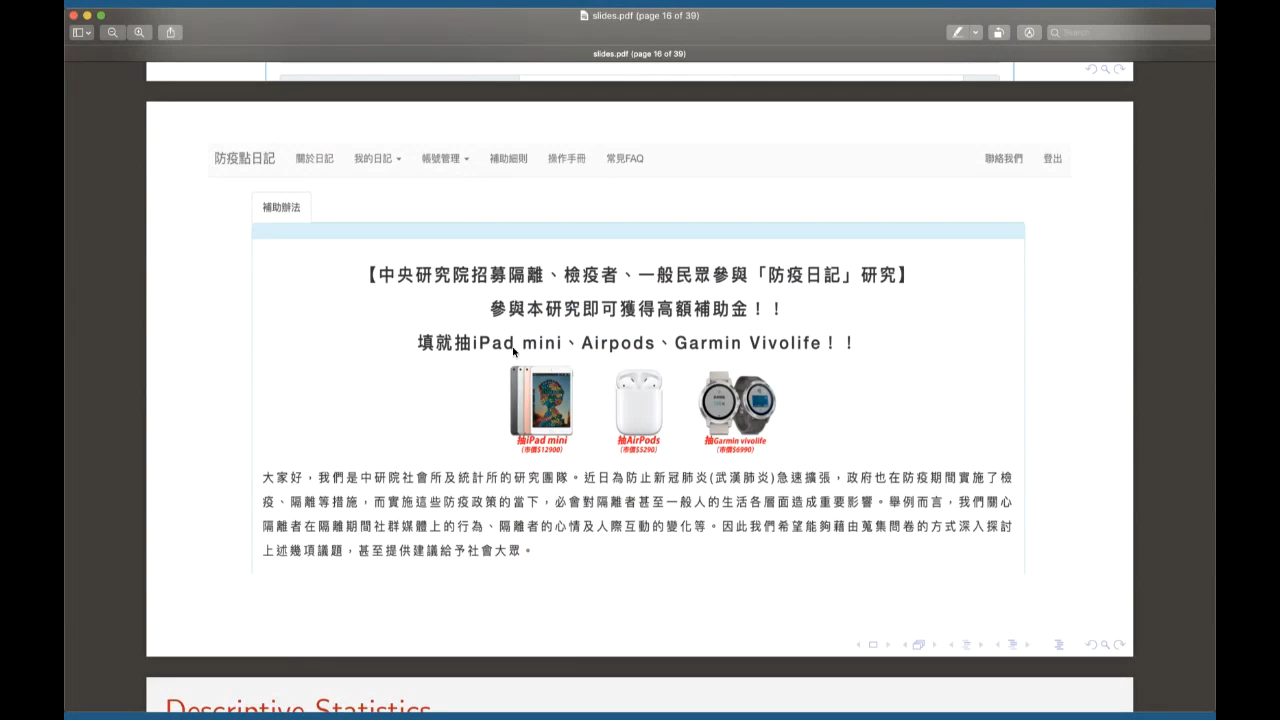 slides.pdf (page 16 of 39)
Search
slides.pdf (page 16 of 39)
防疫點日記 關於日記 我的日記 帳號管理 補助細則 操作手冊 常見FAQ 聯絡我們 登出
補助辦法
【中央研究院招募隔離、檢疫者、一般民眾參與「防疫日記」研究】
參與本研究即可獲得高額補助金！！
填就抽iPad mini、Airpods、Garmin Vivolife！！
抽iPad mini 抽AirPods 抽Garmin vivolife
(市價$12900) (市價$5290) (市價$6990)
大家好，我們是中研院社會所及統計所的研究團隊。近日為防止新冠肺炎(武漢肺炎)急速擴張，政府也在防疫期間實施了檢
疫、隔離等措施，而實施這些防疫政策的當下，必會對隔離者甚至一般人的生活各層面造成重要影響。舉例而言，我們關心
隔離者在隔離期間社群媒體上的行為、隔離者的心情及人際互動的變化等。因此我們希望能夠藉由蒐集問卷的方式深入探討
上述幾項議題，甚至提供建議給予社會大眾。
Descriptive Statistics